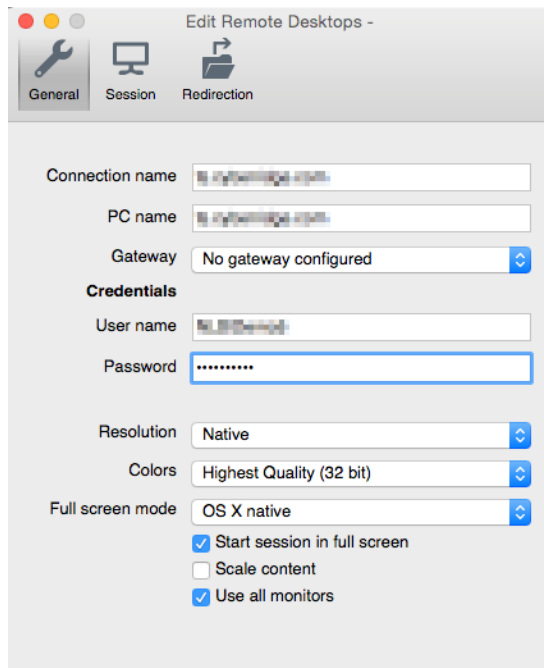 Edit Remote Desktops -
General Session Redirection
Connection name
PC name
Gateway No gateway configured
Credentials
User name
Password ••••••••••
Resolution Native
Colors Highest Quality (32 bit)
Full screen mode OS X native
Start session in full screen
Scale content
Use all monitors